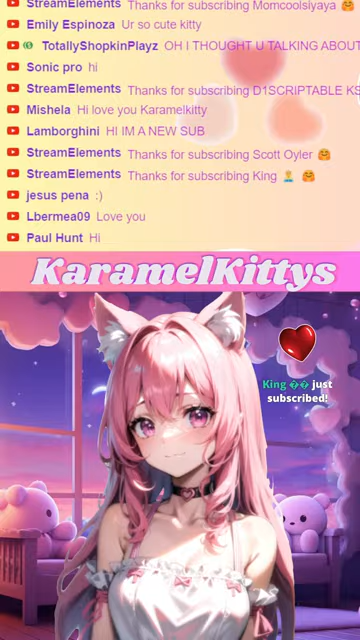 StreamElements Thanks for subscribing Momcoolsiyaya 🤗
Emily Espinoza Ur so cute kitty
TotallyShopkinPlayz OH I THOUGHT U TALKING ABOUT
Sonic pro hi
StreamElements Thanks for subscribing D1SCRIPTABLE KS
Mishela Hi love you Karamelkitty
Lamborghini HI IM A NEW SUB
StreamElements Thanks for subscribing Scott Oyler 🤗
StreamElements Thanks for subscribing King 🤴 🤗
jesus pena :)
Lbermea09 Love you
Paul Hunt Hi
KaramelKittys
King �� just
subscribed!